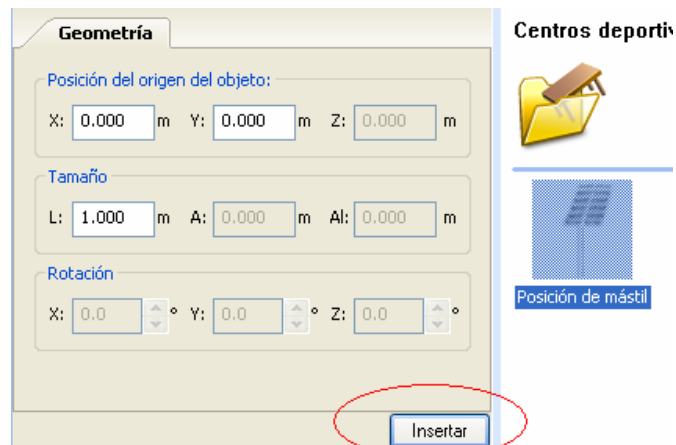 Geometría
Posición del origen del objeto:
X: 0.000 m Y: 0.000 m Z: 0.000 m
Tamaño
L: 1.000 m A: 0.000 m Al: 0.000 m
Rotación
X: 0.0 ° Y: 0.0 ° Z: 0.0 °
Insertar
Centros deporti
Posición de mástil